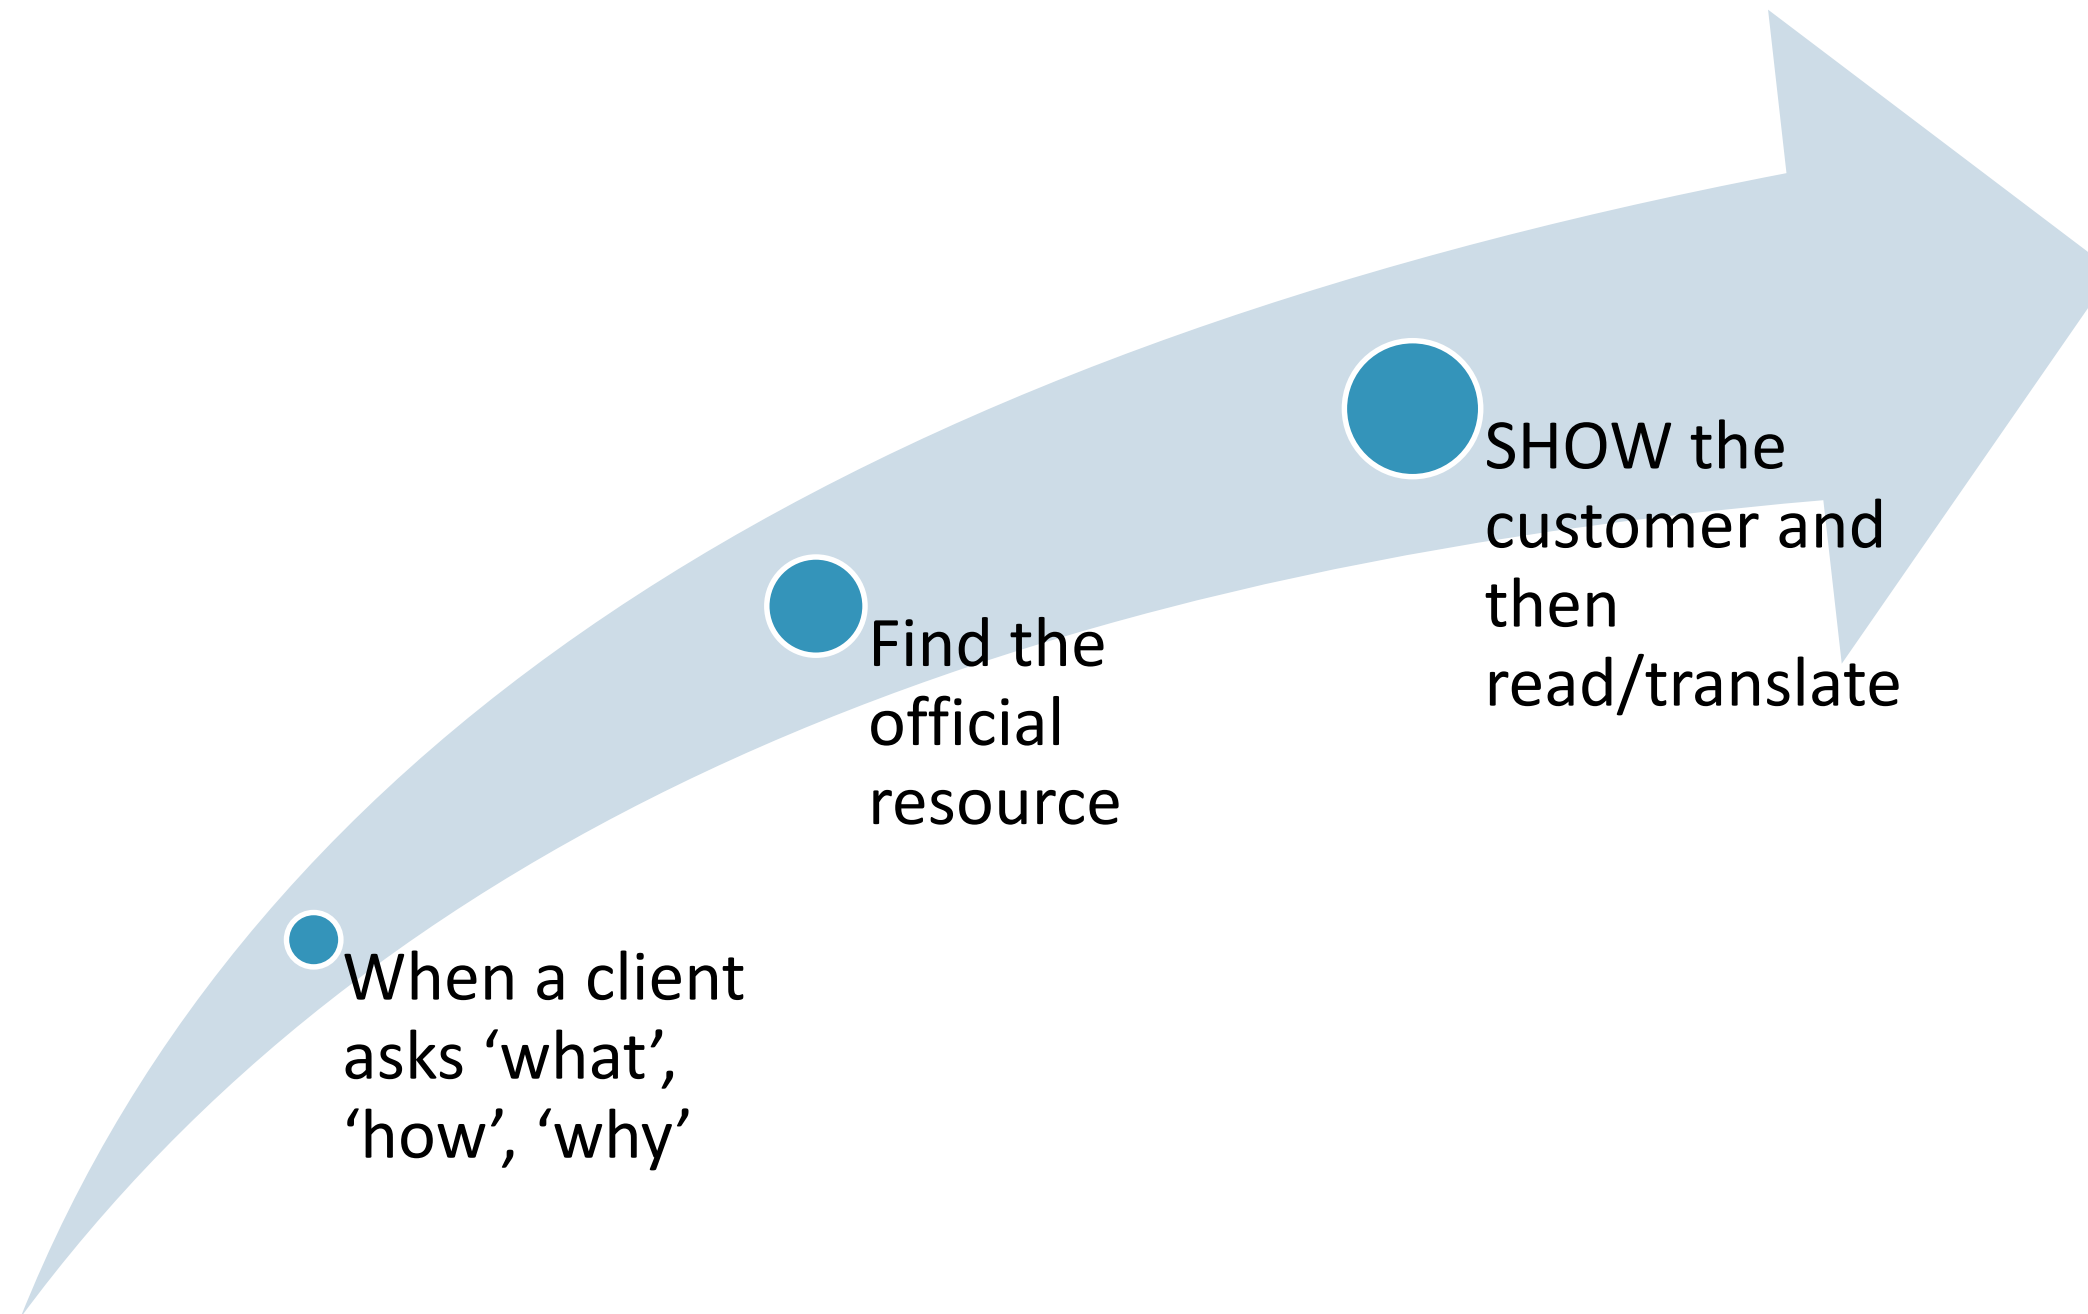 When a client
asks ‘what’,
‘how’, ‘why’
Find the
official
resource
SHOW the
customer and
then
read/translate